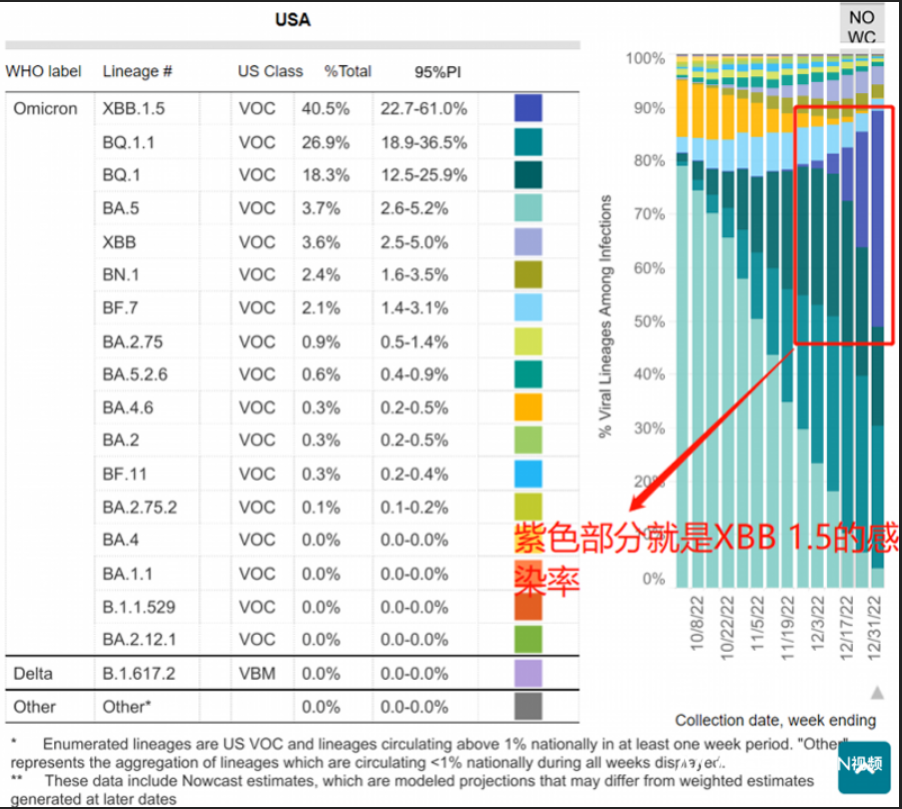 USA
WHO label Lineage # US Class %Total 95%PI
Omicron XBB.1.5 VOC 40.5% 22.7-61.0%
BQ.1.1 VOC 26.9% 18.9-36.5%
BQ.1 VOC 18.3% 12.5-25.9%
BA.5 VOC 3.7% 2.6-5.2%
XBB VOC 3.6% 2.5-5.0%
BN.1 VOC 2.4% 1.6-3.5%
BF.7 VOC 2.1% 1.4-3.1%
BA.2.75 VOC 0.9% 0.5-1.4%
BA.5.2.6 VOC 0.6% 0.4-0.9%
BA.4.6 VOC 0.3% 0.2-0.5%
BA.2 VOC 0.3% 0.2-0.5%
BF.11 VOC 0.3% 0.2-0.4%
BA.2.75.2 VOC 0.1% 0.1-0.2%
BA.4 VOC 0.0% 0.0-0.0%
BA.1.1 VOC 0.0% 0.0-0.0%
B.1.1.529 VOC 0.0% 0.0-0.0%
BA.2.12.1 VOC 0.0% 0.0-0.0%
Delta B.1.617.2 VBM 0.0% 0.0-0.0%
Other Other* 0.0% 0.0-0.0%
* Enumerated lineages are US VOC and lineages circulating above 1% nationally in at least one week period. "Other"
represents the aggregation of lineages which are circulating <1% nationally during all weeks displayed.
** These data include Nowcast estimates, which are modeled projections that may differ from weighted estimates
generated at later dates
NO
WC
% Viral Lineages Among Infections
100%
90%
80%
70%
60%
50%
40%
30%
20%
0%
紫色部分就是XBB 1.5的感
染率
10/8/22
10/22/22
11/5/22
11/19/22
12/3/22
12/17/22
12/31/22
Collection date, week ending
N视频